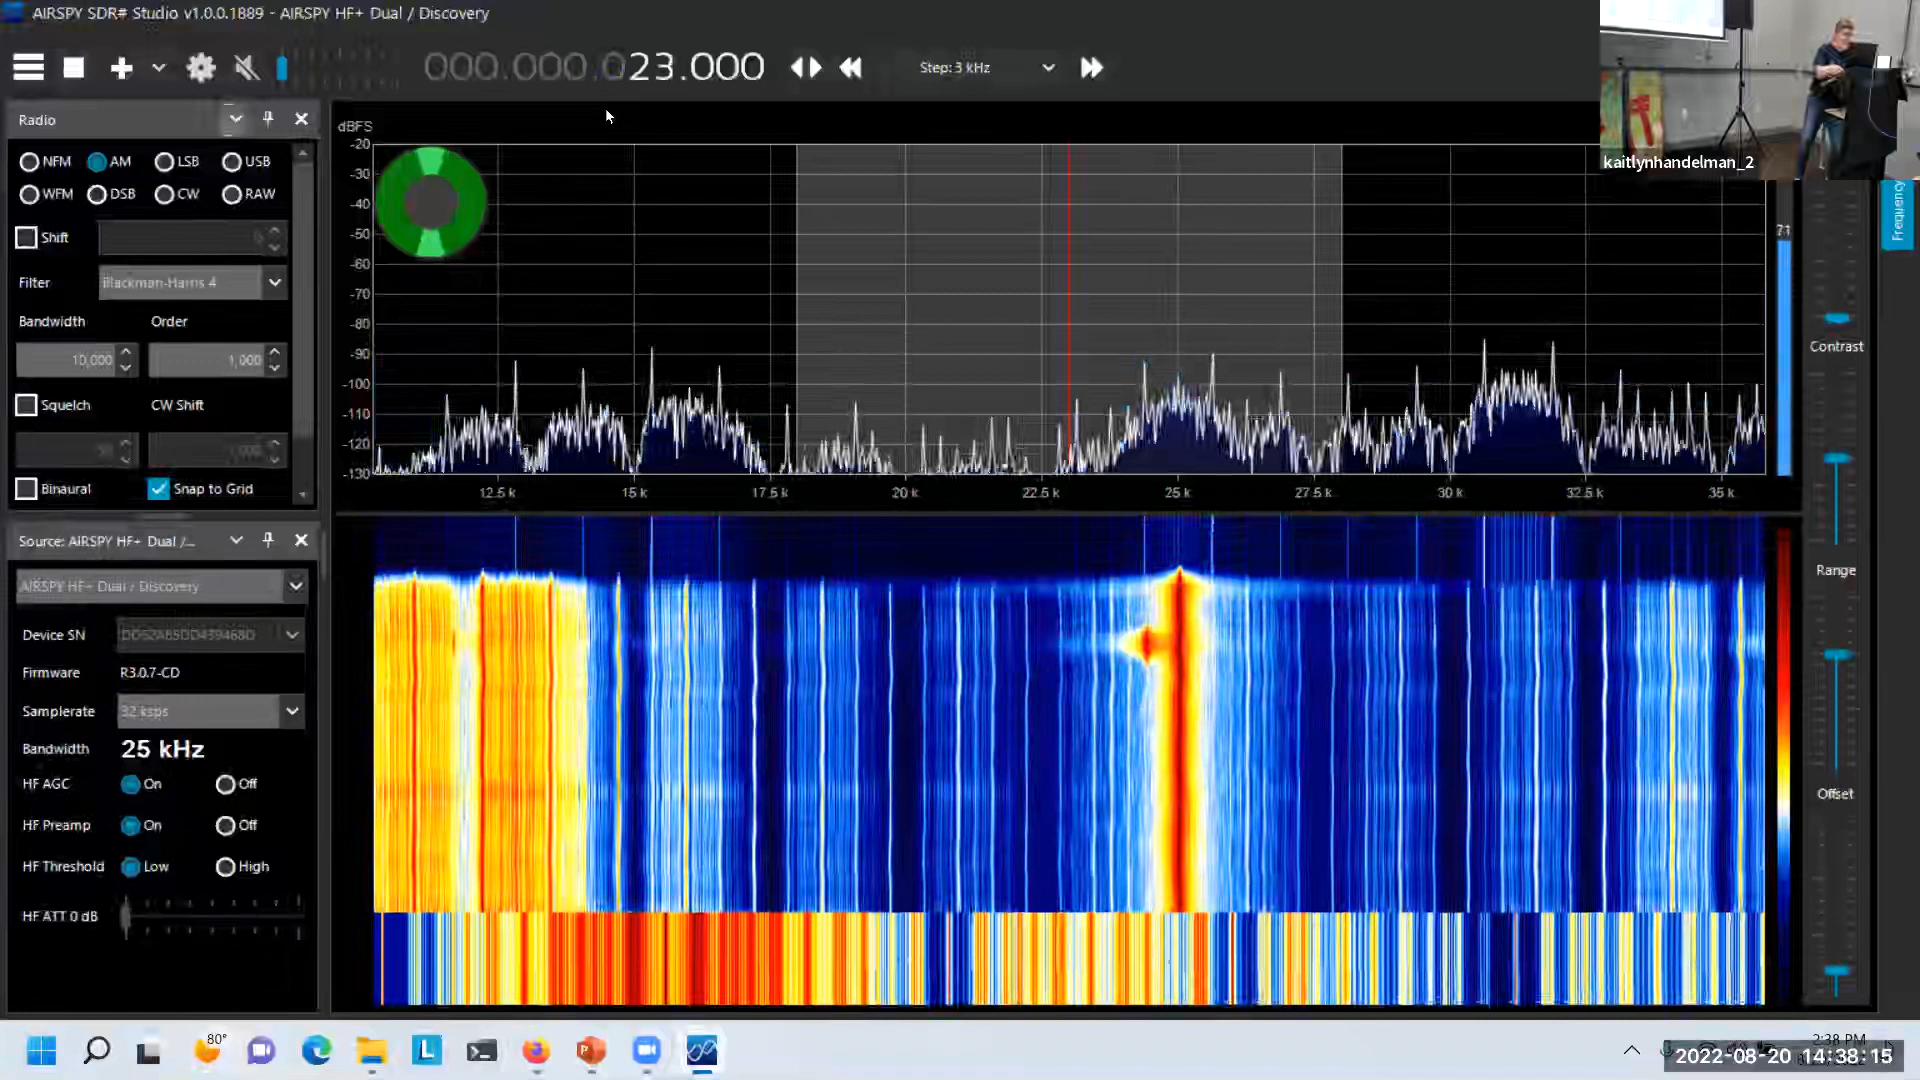 AIRSPY SDR# Studio v1.0.0.1889 - AIRSPY HF+ Dual / Discovery
000.000.023.000
Step: 3 kHz
kaitlynhandelman_2
Radio
NFM AM LSB USB
WFM DSB CW RAW
Shift
Filter Blackman-Harris 4
Bandwidth Order
10,000 1,000
Squelch CW Shift
Binaural Snap to Grid
Source: AIRSPY HF+ Dual /...
AIRSPY HF+ Dual / Discovery
Device SN
Firmware R3.0.7-CD
Samplerate 32 ksps
Bandwidth 25 kHz
HF AGC On Off
HF Preamp On Off
HF Threshold Low High
HF ATT 0 dB
dBFS
-20
-30
-40
-50
-60
-70
-80
-90
-100
-110
-120
-130
12.5 k 15 k 17.5 k 20 k 22.5 k 25 k 27.5 k 30 k 32.5 k 35 k
71
Frequency
Contrast
Range
Offset
80°
L
P
2:38 PM
2022-08-20 14:38:15